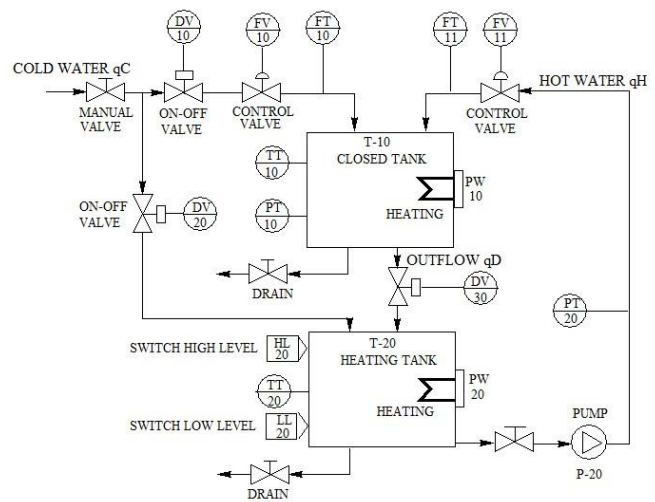 DV
10
FV
10
FT
10
FT
11
FV
11
COLD WATER qC
HOT WATER qH
MANUAL
VALVE
ON-OFF
VALVE
CONTROL
VALVE
CONTROL
VALVE
T-10
CLOSED TANK
TT
10
PW
10
ON-OFF
VALVE
DV
20
PT
10
HEATING
OUTFLOW qD
DRAIN
DV
30
PT
20
T-20
HEATING TANK
SWITCH HIGH LEVEL
HL
20
TT
20
PW
20
HEATING
SWITCH LOW LEVEL
LL
20
PUMP
P-20
DRAIN